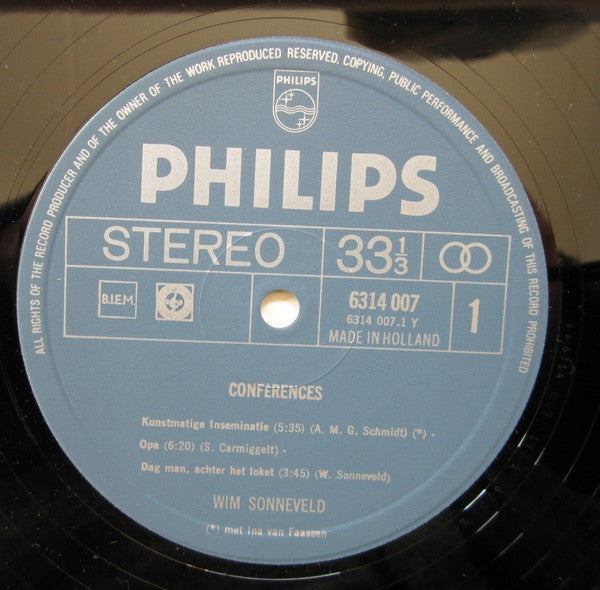 ALL RIGHTS OF THE RECORD PRODUCER AND OF THE OWNER OF THE WORK REPRODUCED RESERVED. COPYING, PUBLIC PERFORMANCE AND BROADCASTING OF THIS RECORD PROHIBITED
PHILIPS
PHILIPS
STEREO 33 1/3
B.I.E.M. 6314 007 1
6314 007.1 Y
MADE IN HOLLAND
CONFÉRENCES
Kunstmatige Inseminatie (5:35) (A. M. G. Schmidt) (*) -
Opa (6:20) (S. Carmiggelt) -
Dag man, achter het loket (3:45) (W. Sonneveld)
WIM SONNEVELD
(*) met Ina van Faassen